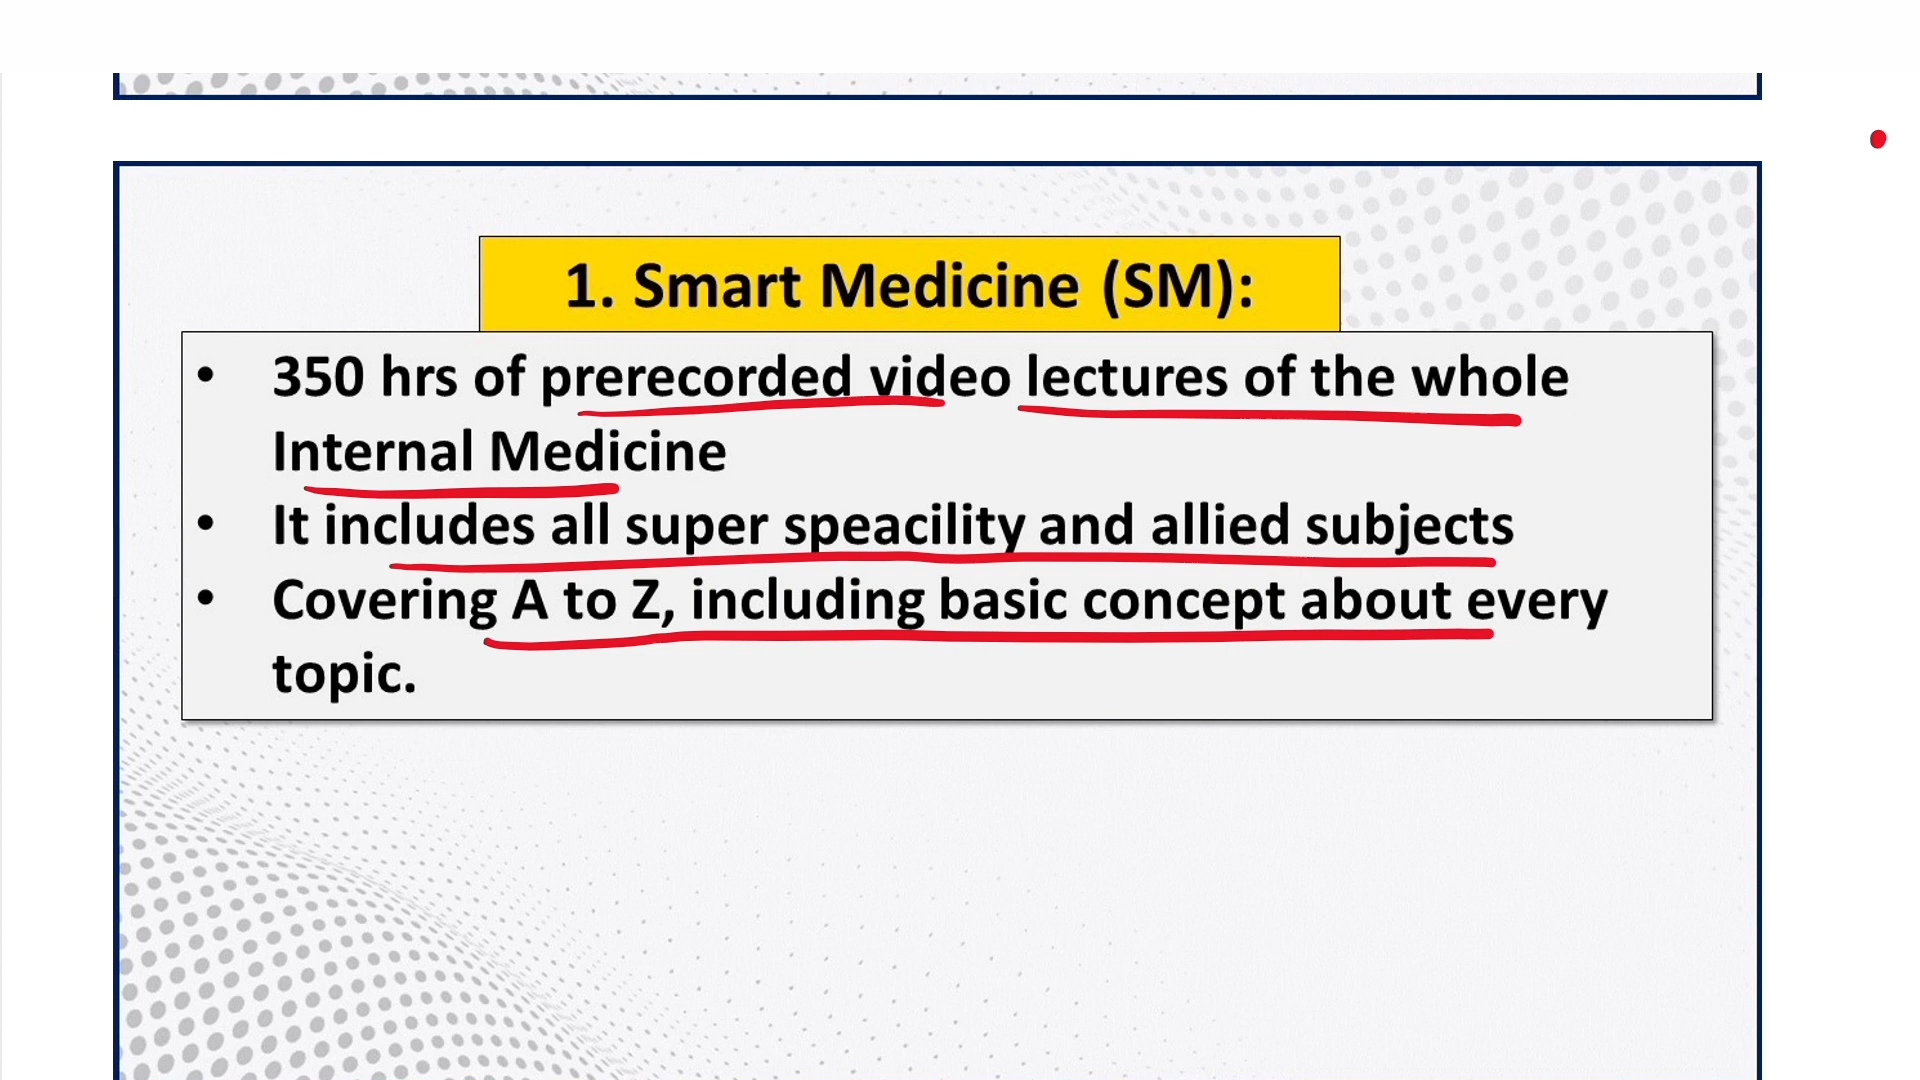 1. Smart Medicine (SM):
• 350 hrs of prerecorded video lectures of the whole
Internal Medicine
• It includes all super speacility and allied subjects
• Covering A to Z, including basic concept about every
topic.